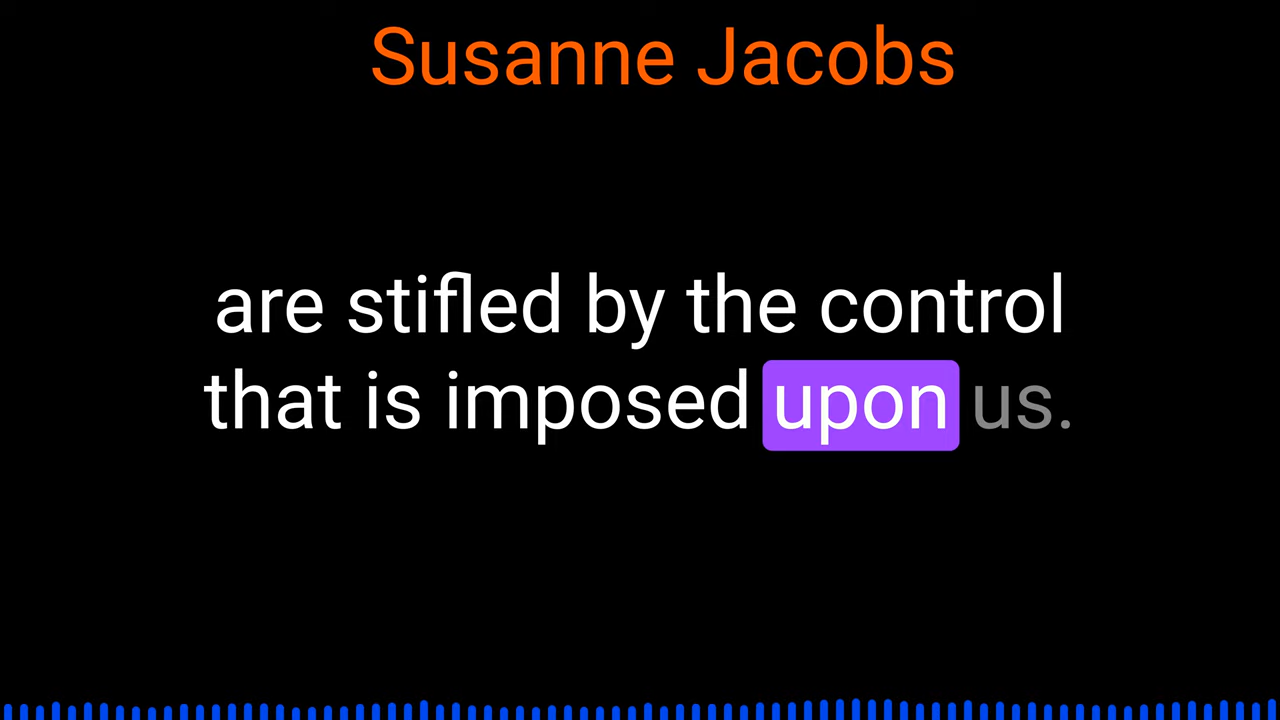 Susanne Jacobs
are stifled by the control
that is imposed upon us.